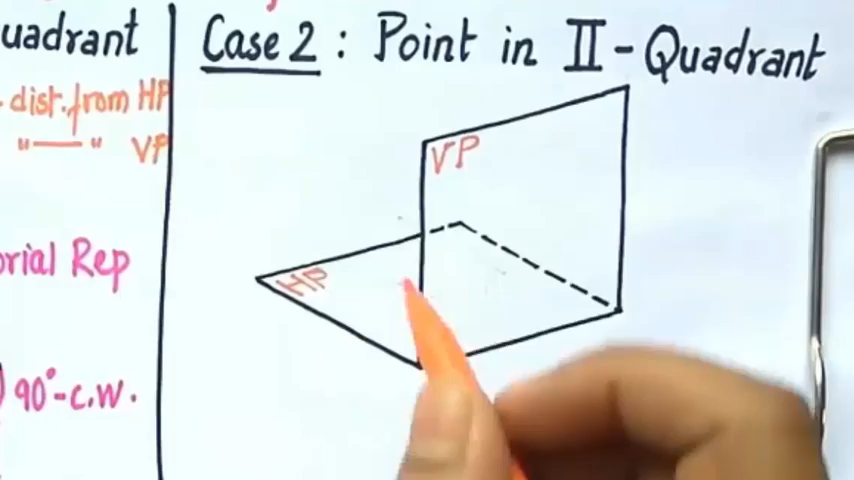 uadrant
dist. from HP
"—" VP
orial Rep
90°-c.w.
Case 2 : Point in II-Quadrant
VP
HP